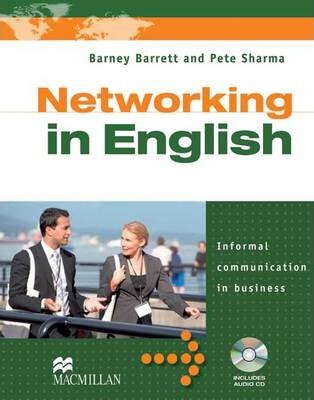 Barney Barrett and Pete Sharma
Networking
in English
Informal
communication
in business
INCLUDES
AUDIO CD
MACMILLAN